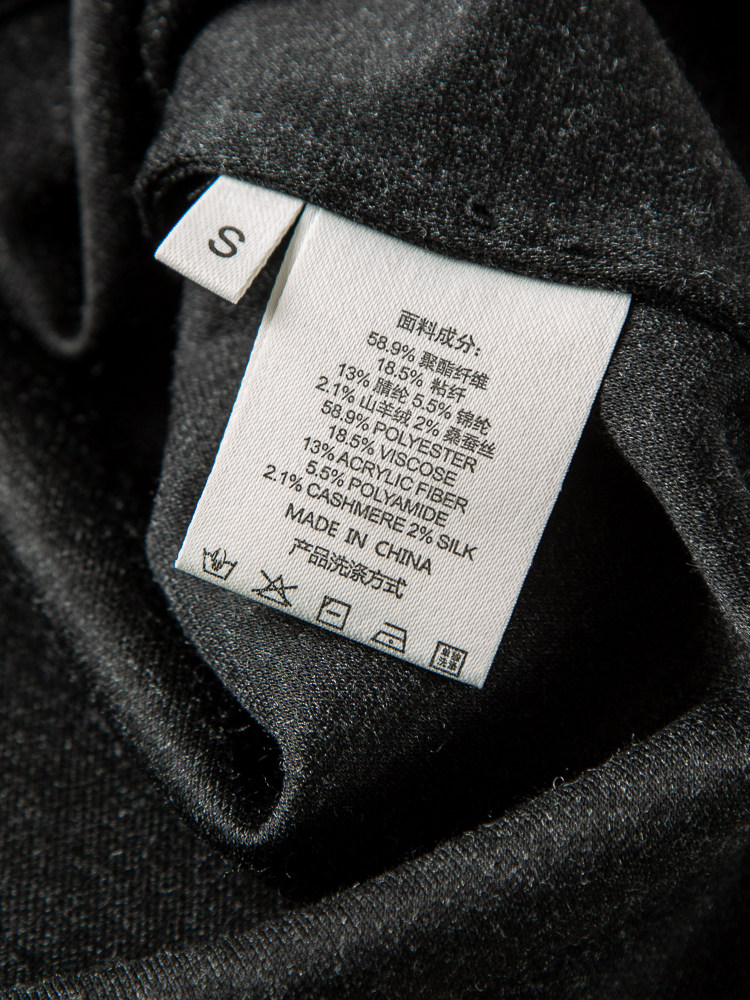 S
面料成分:
58.9% 聚酯纤维
18.5% 粘纤
13% 腈纶 5.5% 锦纶
2.1% 山羊绒 2% 桑蚕丝
58.9% POLYESTER
18.5% VISCOSE
13% ACRYLIC FIBER
5.5% POLYAMIDE
2.1% CASHMERE 2% SILK
MADE IN CHINA
产品洗涤方式